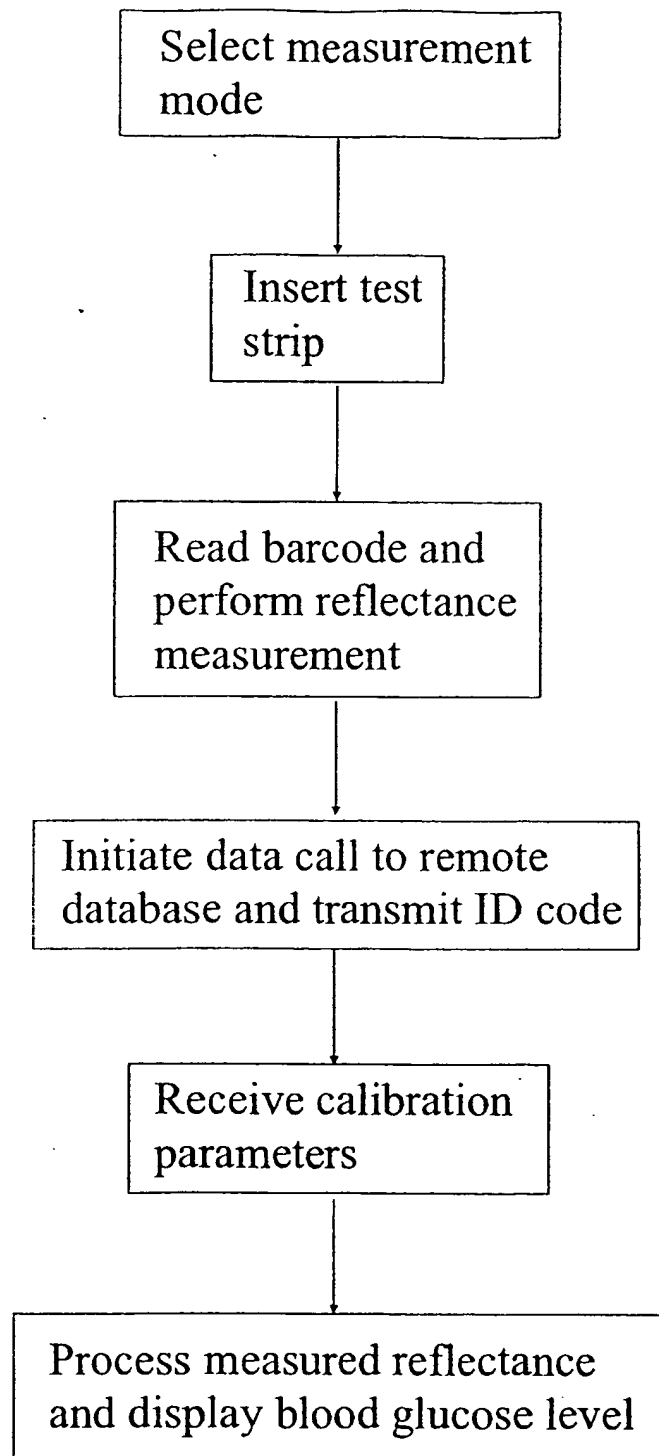 Select measurement
mode
Insert test
strip
Read barcode and
perform reflectance
measurement
Initiate data call to remote
database and transmit ID code
Receive calibration
parameters
Process measured reflectance
and display blood glucose level